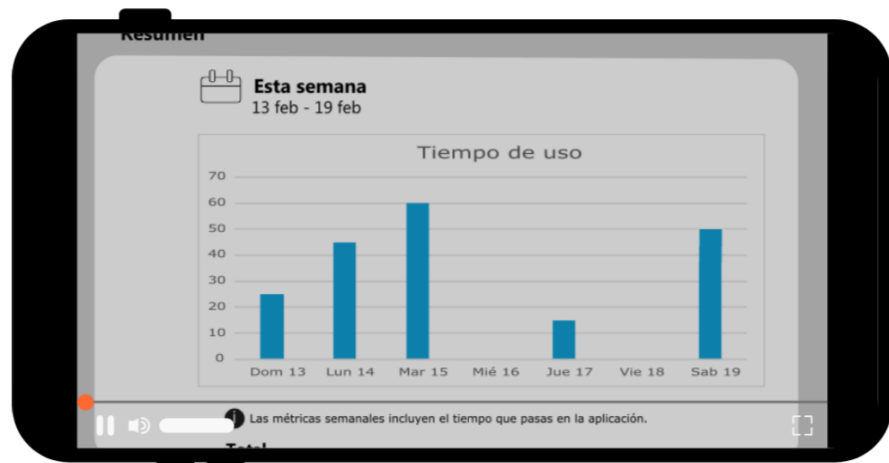 Resumen
Esta semana
13 feb - 19 feb
Tiempo de uso
70
60
50
40
30
20
10
0
Dom 13 Lun 14 Mar 15 Mié 16 Jue 17 Vie 18 Sab 19
i Las métricas semanales incluyen el tiempo que pasas en la aplicación.
Total